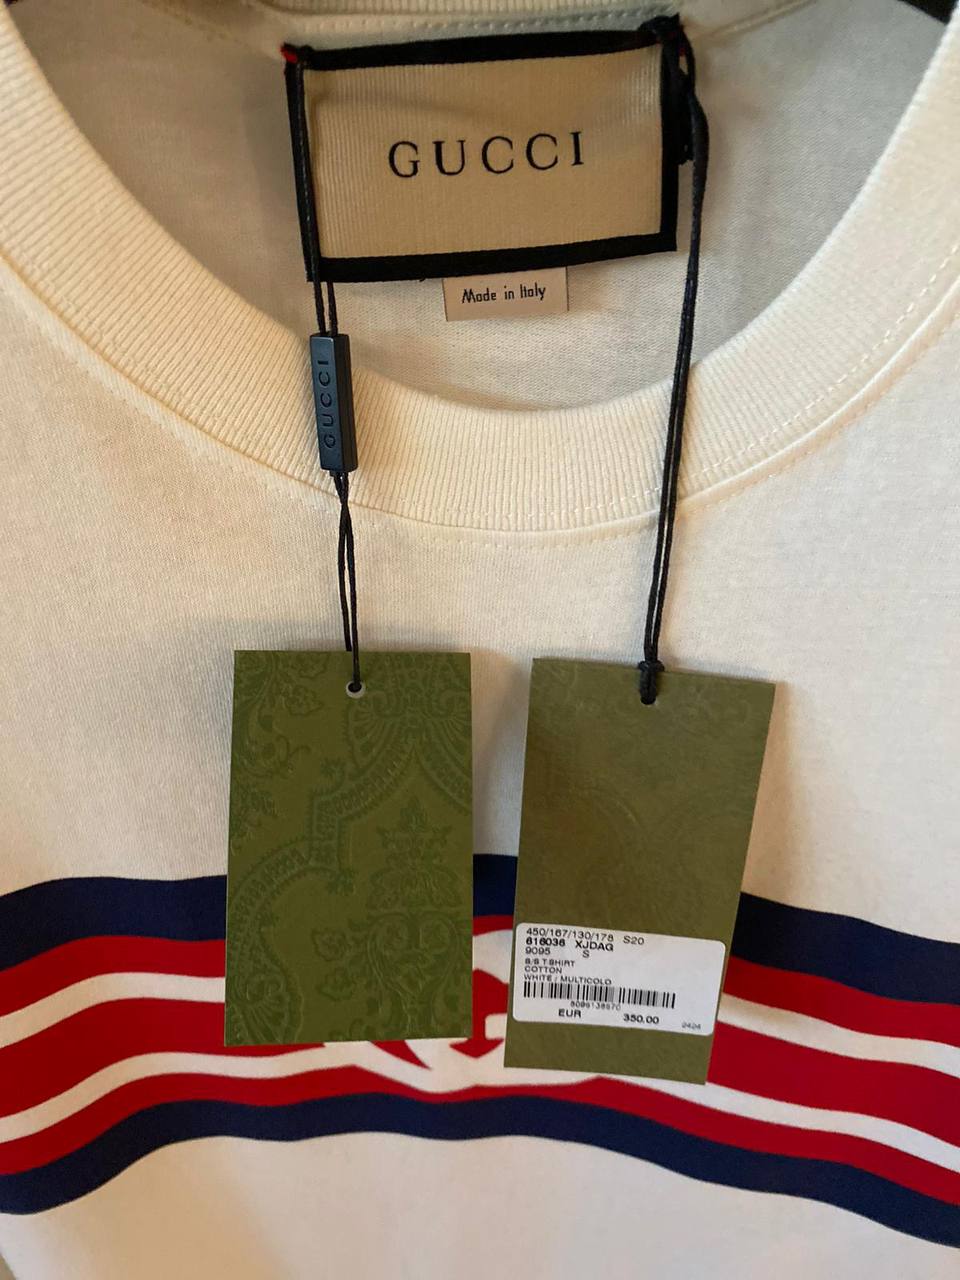 GUCCI
Made in Italy
GUCCI
450/167/130/178 S20
616036 XJDAG
9095 S
S/S T-SHIRT
COTTON
WHITE / MULTICOLO
EUR 350.00
2424